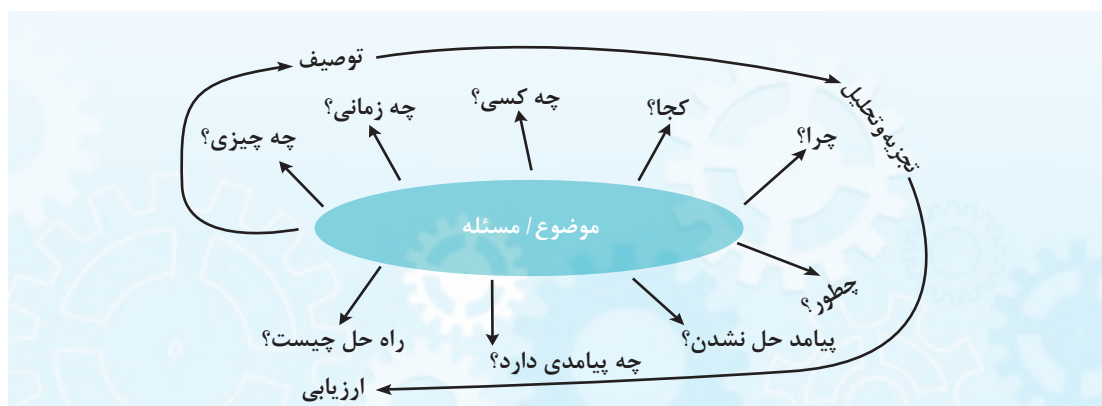 توصیف
چه کسی؟
کجا؟
چه زمانی؟
تجزیه و تحلیل
چرا؟
چه چیزی؟
موضوع / مسئله
چطور؟
پیامد حل نشدن؟
راه حل چیست؟
چه پیامدی دارد؟
ارزیابی